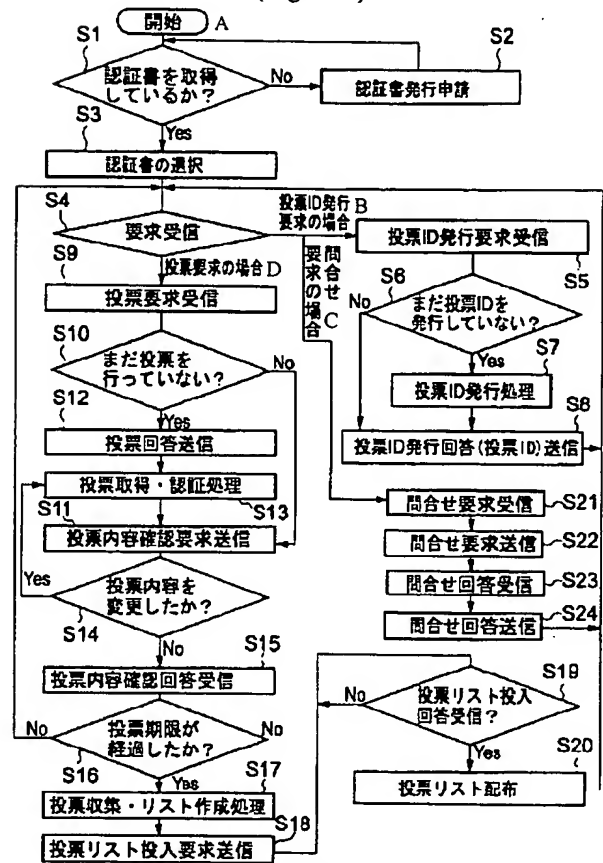 開始 A
S1
認証書を取得
しているか?
No
S2
認証書発行申請
Yes
S3
認証書の選択
S4
要求受信
投票ID発行 B
要求の場合
投票ID発行要求受信
S5
問合せ C
要求の場合
投票要求の場合 D
S9
投票要求受信
S6
まだ投票IDを
発行していない?
No
Yes
S7
投票ID発行処理
S8
投票ID発行回答(投票ID)送信
S10
まだ投票を
行っていない?
No
Yes
S12
投票回答送信
投票取得・認証処理
S13
S11
投票内容確認要求送信
問合せ要求受信
S21
問合せ要求送信
S22
問合せ回答受信
S23
問合せ回答送信
S24
Yes
投票内容を
変更したか?
S14
No
S15
投票内容確認回答受信
No
投票期限が
経過したか?
No
S16
Yes
S17
投票収集・リスト作成処理
S18
投票リスト投入要求送信
S19
No
投票リスト投入
回答受信?
Yes
S20
投票リスト配布